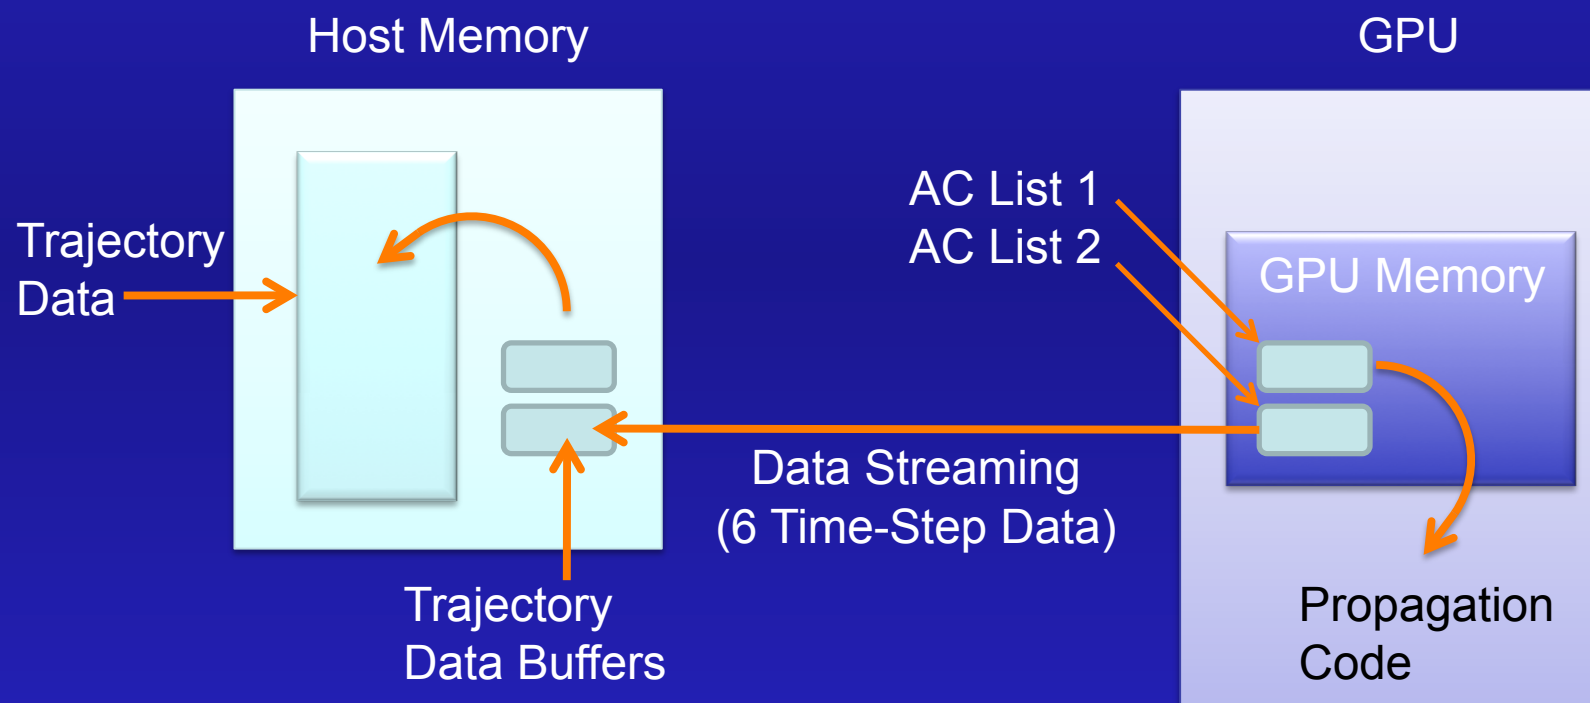 Host Memory
GPU
Trajectory
Data
AC List 1
AC List 2
GPU Memory
Data Streaming
(6 Time-Step Data)
Trajectory
Data Buffers
Propagation
Code